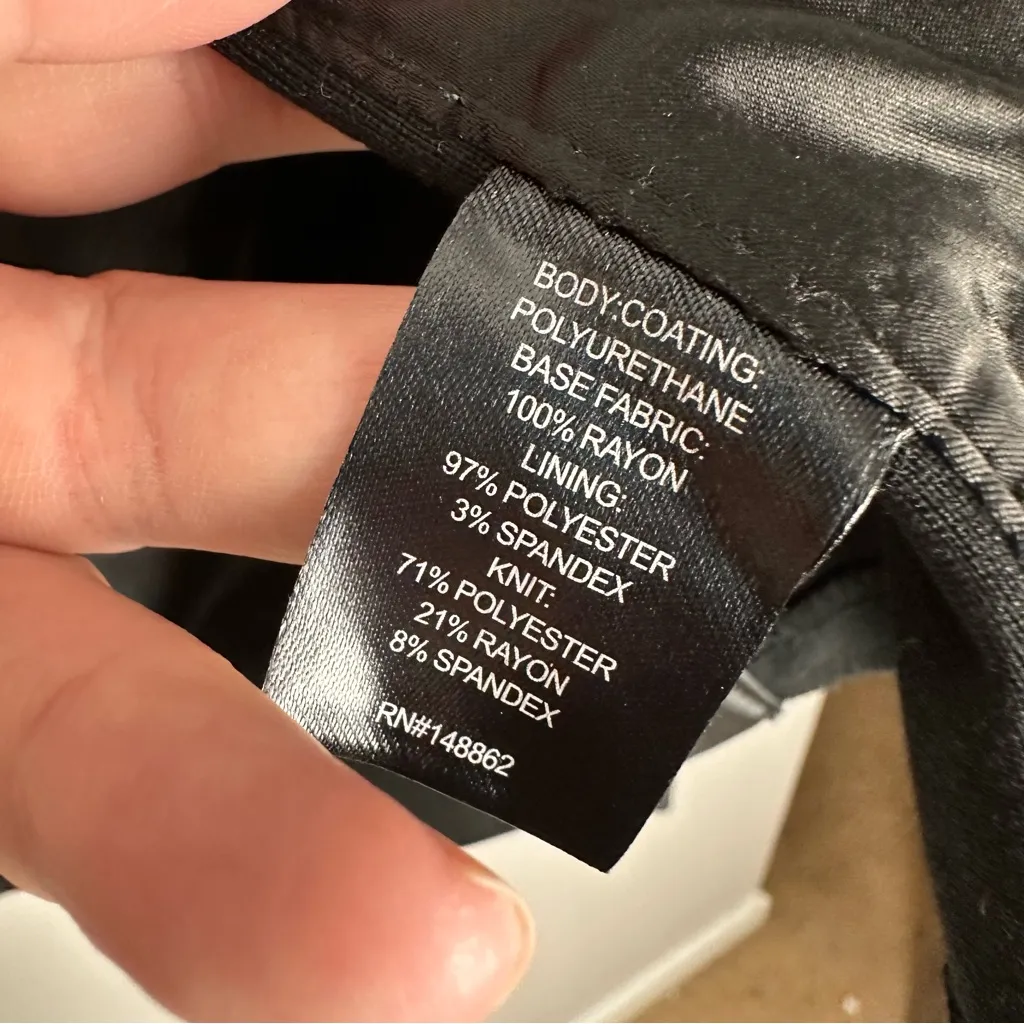 BODY:COATING:
POLYURETHANE
BASE FABRIC:
100% RAYON
LINING:
97% POLYESTER
3% SPANDEX
KNIT:
71% POLYESTER
21% RAYON
8% SPANDEX
RN#148862